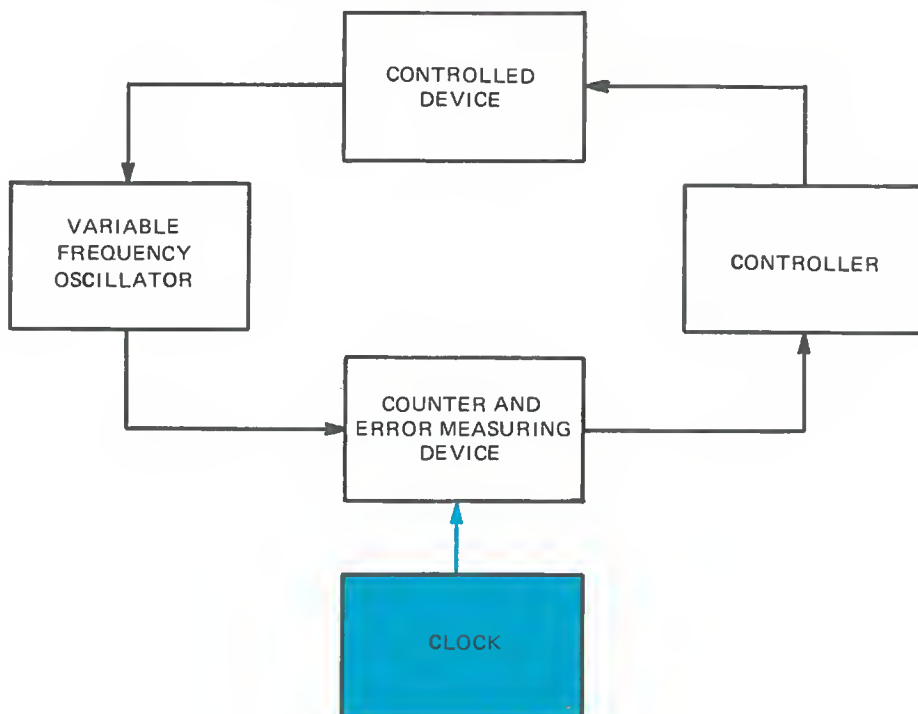 CONTROLLED
DEVICE
VARIABLE
FREQUENCY
OSCILLATOR
CONTROLLER
COUNTER AND
ERROR MEASURING
DEVICE
CLOCK